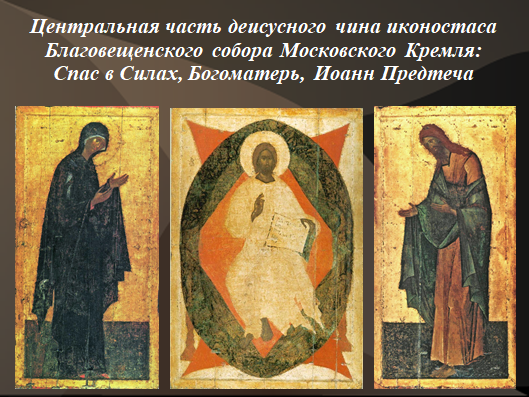 Центральная часть деисусного чина иконостаса
Благовещенского собора Московского Кремля:
Спас в Силах, Богоматерь, Иоанн Предтеча